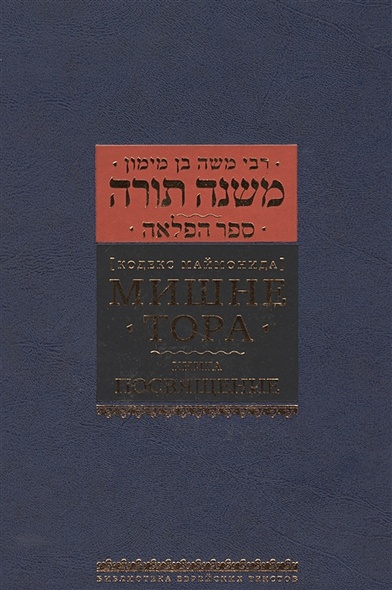 · רבי משה בן מימון ·
משנה תורה
· ספר הפלאה ·
[КОДЕКС МАЙМОНИДА]
МИШНЕ
· ТОРА ·
КНИГА
ПОСВЯЩЕНИЕ
БИБЛИОТЕКА ЕВРЕЙСКИХ ТЕКСТОВ